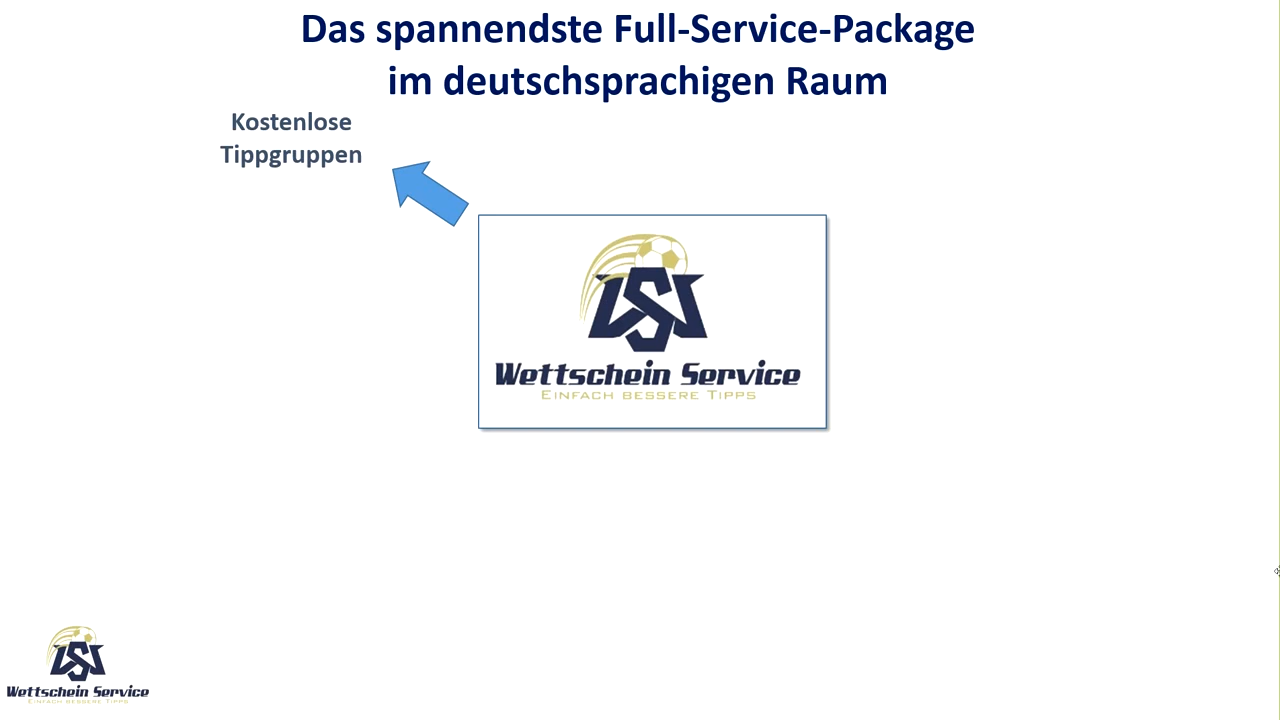 Das spannendste Full-Service-Package
im deutschsprachigen Raum
Kostenlose
Tippgruppen
WSW
Wettschein Service
Einfach bessere Tipps
Wettschein Service
Einfach bessere Tipps